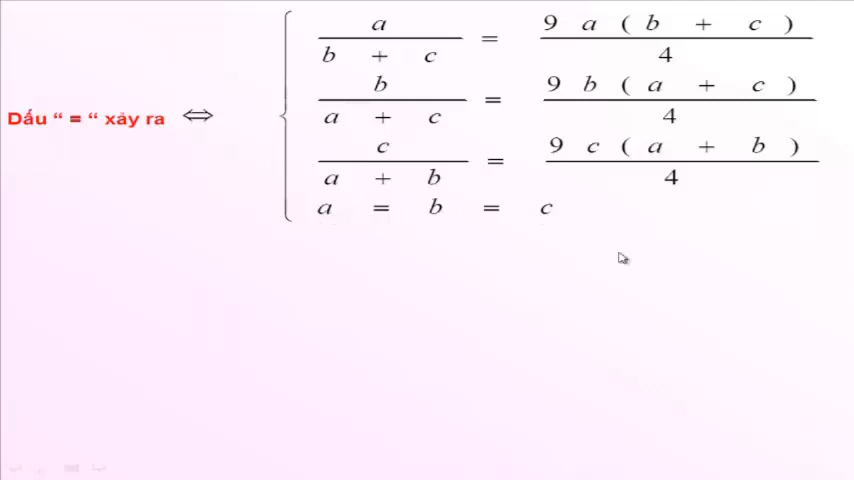 a / (b + c) = 9a(b + c) / 4
b / (a + c) = 9b(a + c) / 4
Dấu “ = “ xảy ra ⇔
c / (a + b) = 9c(a + b) / 4
a = b = c